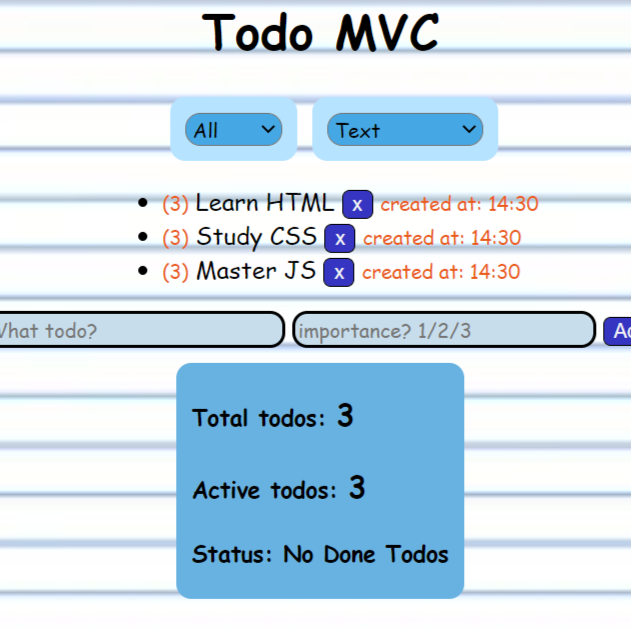 Todo MVC
All Text
(3) Learn HTML x created at: 14:30
(3) Study CSS x created at: 14:30
(3) Master JS x created at: 14:30
todo? importance? 1/2/3
Total todos: 3
Active todos: 3
Status: No Done Todos